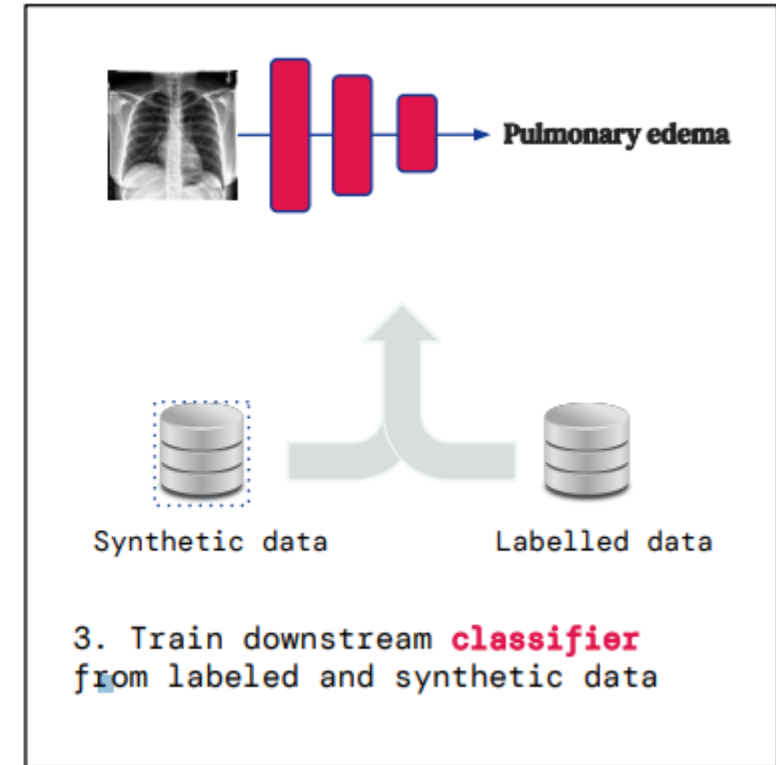 Pulmonary edema
Synthetic data
Labelled data
3. Train downstream classifier
from labeled and synthetic data